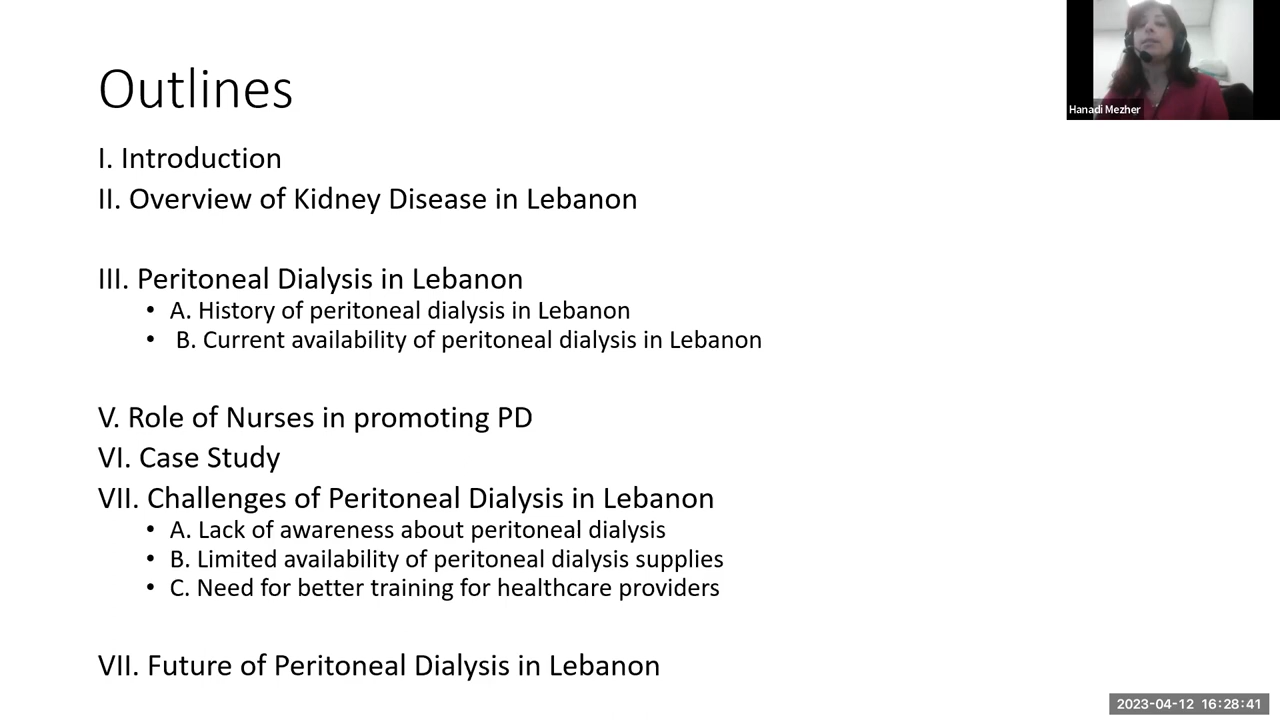 Outlines
Hanadi Mezher
I. Introduction
II. Overview of Kidney Disease in Lebanon
III. Peritoneal Dialysis in Lebanon
• A. History of peritoneal dialysis in Lebanon
• B. Current availability of peritoneal dialysis in Lebanon
V. Role of Nurses in promoting PD
VI. Case Study
VII. Challenges of Peritoneal Dialysis in Lebanon
• A. Lack of awareness about peritoneal dialysis
• B. Limited availability of peritoneal dialysis supplies
• C. Need for better training for healthcare providers
VII. Future of Peritoneal Dialysis in Lebanon
2023-04-12 16:28:41